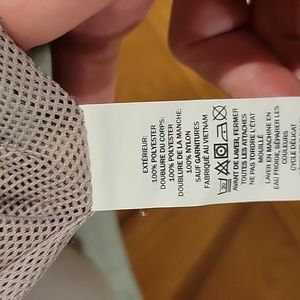 EXTÉRIEUR:
100% POLYESTER
DOUBLURE DU CORPS:
100% POLYESTER
DOUBLURE DE LA MANCHE:
100% NYLON
SAUF GARNITURES
FABRIQUÉ AU VIETNAM
AVANT DE LAVER, FERMER
TOUTES LES ATTACHES
NE PAS TORDRE L'ÉTAT
MOUILLÉ
LAVER EN MACHINE EN
EAU FROIDE, SÉPARER LES
COULEURS
CYCLE DÉLICAT